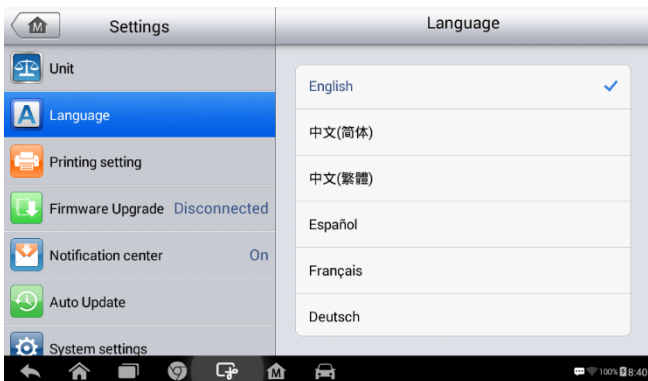 Settings
Language
Unit
Language
Printing setting
Firmware Upgrade Disconnected
Notification center On
Auto Update
System settings
English
中文(简体)
中文(繁體)
Español
Français
Deutsch
100% 8:40